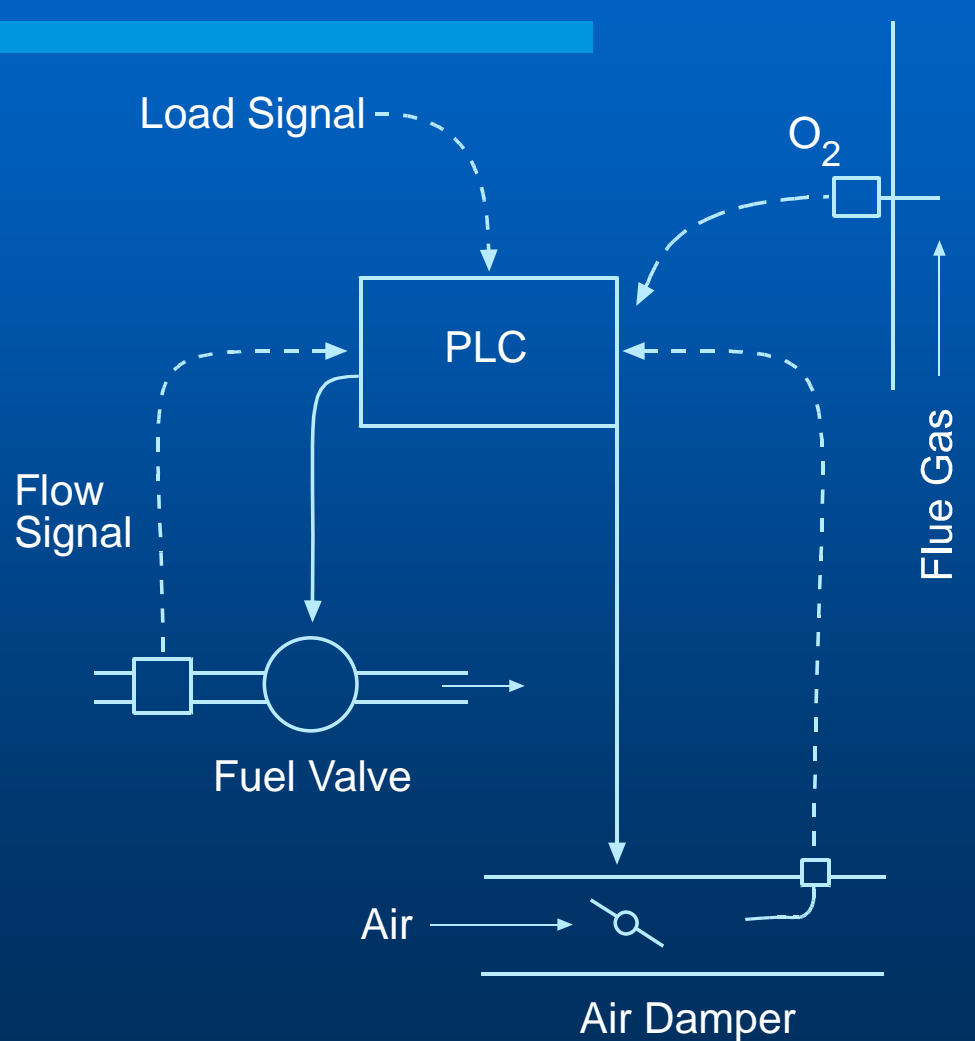 Load Signal
O2
PLC
Flow
Signal
Flue Gas
Fuel Valve
Air
Air Damper